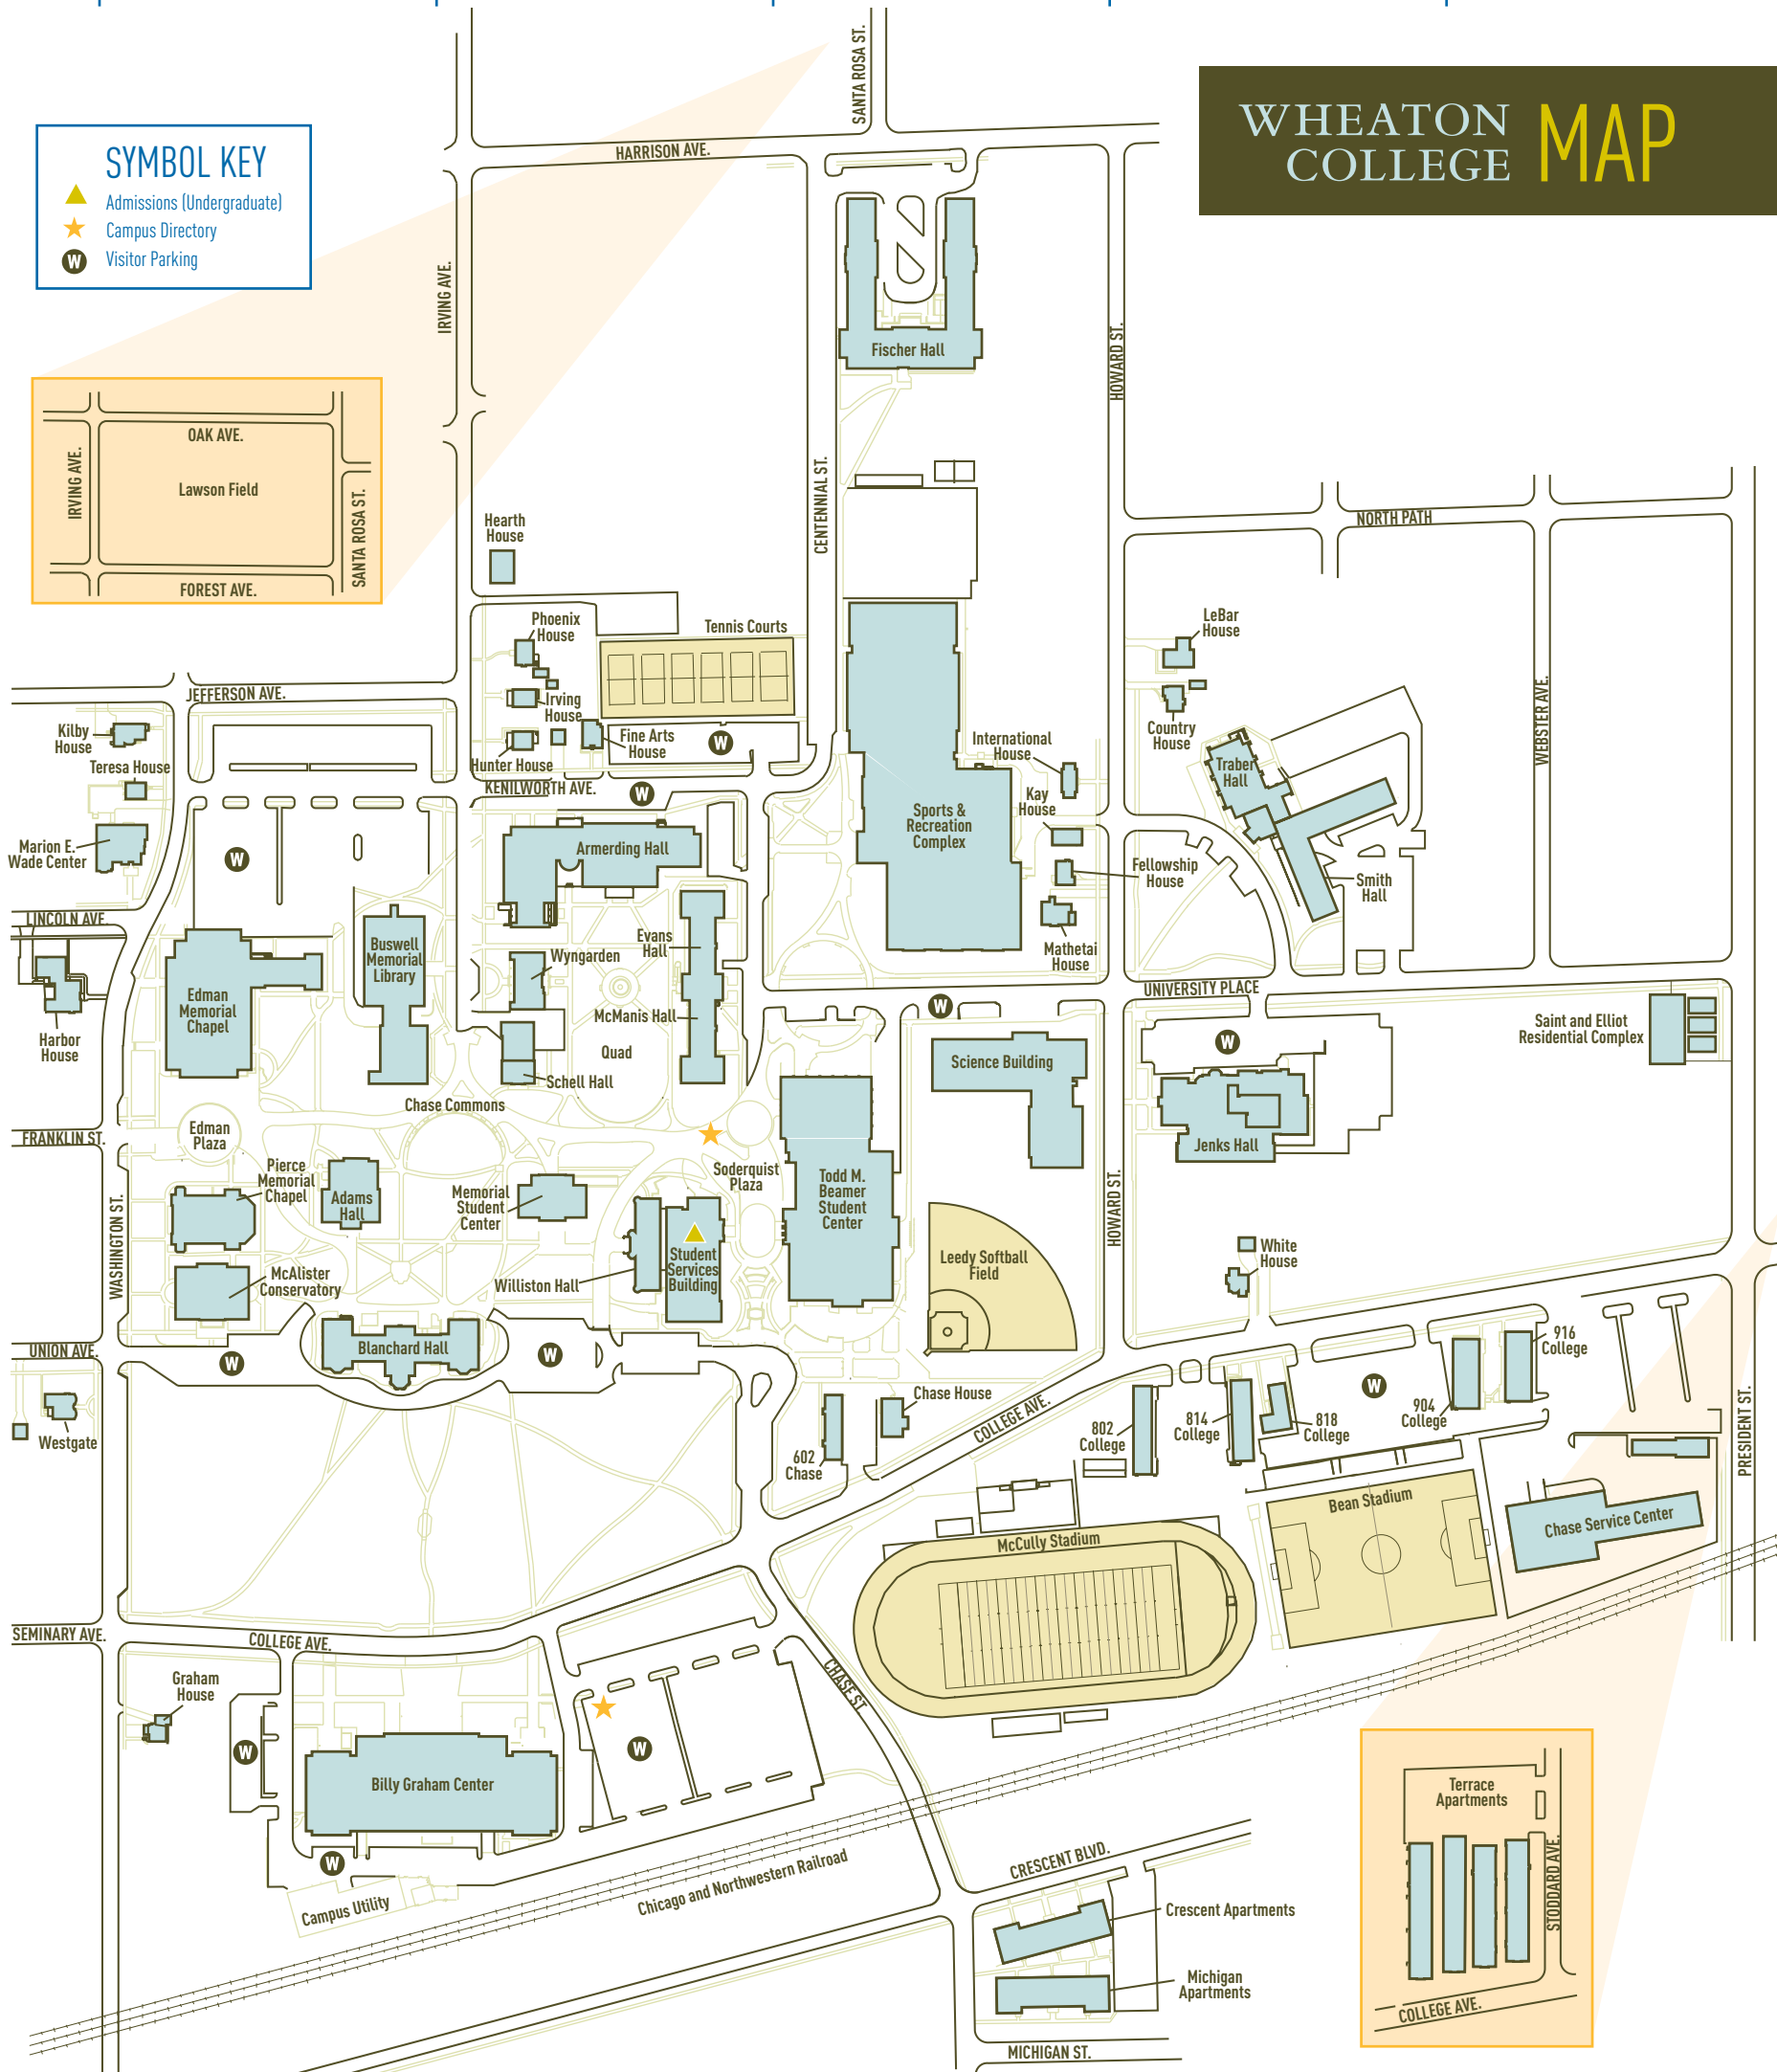 WHEATON
COLLEGE
MAP
SYMBOL KEY
Admissions (Undergraduate)
Campus Directory
W
Visitor Parking
SANTA ROSA ST.
HARRISON AVE.
IRVING AVE.
Fischer Hall
HOWARD ST.
OAK AVE.
IRVING AVE.
Lawson Field
SANTA ROSA ST.
FOREST AVE.
CENTENNIAL ST.
NORTH PATH
Hearth
House
Phoenix
House
Tennis Courts
LeBar
House
JEFFERSON AVE.
Irving
House
Kilby
House
Fine Arts
House
W
International
House
Country
House
WEBSTER AVE.
Teresa House
Hunter House
KENILWORTH AVE.
W
Traber
Hall
Kay
House
Sports &
Recreation
Complex
Marion E.
Wade Center
W
Armerding Hall
Fellowship
House
Smith
Hall
LINCOLN AVE.
Buswell
Memorial
Library
Evans
Hall
Wyngarden
Mathetai
House
Edman
Memorial
Chapel
McManis Hall
W
UNIVERSITY PLACE
Harbor
House
Quad
Science Building
W
Saint and Elliot
Residential Complex
Schell Hall
Chase Commons
Edman
Plaza
FRANKLIN ST.
Jenks Hall
Pierce
Memorial
Chapel
Adams
Hall
Memorial
Student
Center
Soderquist
Plaza
Todd M.
Beamer
Student
Center
HOWARD ST.
WASHINGTON ST.
Student
Services
Building
Leedy Softball
Field
White
House
McAlister
Conservatory
Williston Hall
UNION AVE.
W
Blanchard Hall
W
916
College
Chase House
W
904
College
Westgate
602
Chase
COLLEGE AVE.
802
College
814
College
818
College
PRESIDENT ST.
Bean Stadium
Chase Service Center
McCully Stadium
SEMINARY AVE.
COLLEGE AVE.
Graham
House
CHASE ST
W
W
Billy Graham Center
W
Campus Utility
Chicago and Northwestern Railroad
CRESCENT BLVD.
Crescent Apartments
Michigan
Apartments
MICHIGAN ST.
Terrace
Apartments
STODDARD AVE.
COLLEGE AVE.